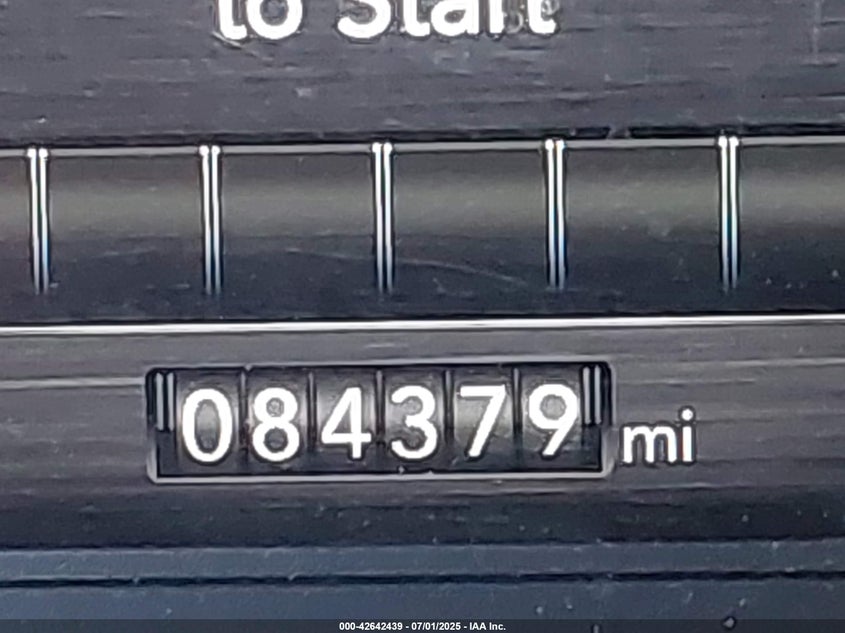 to Start
084379 mi
000-42642439 - 07/01/2025 - IAA Inc.